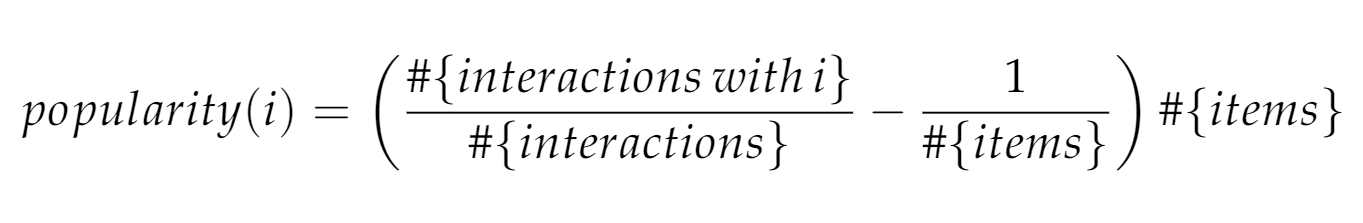 popularity(i) = ( #{interactions with i} / #{interactions} − 1 / #{items} ) #{items}